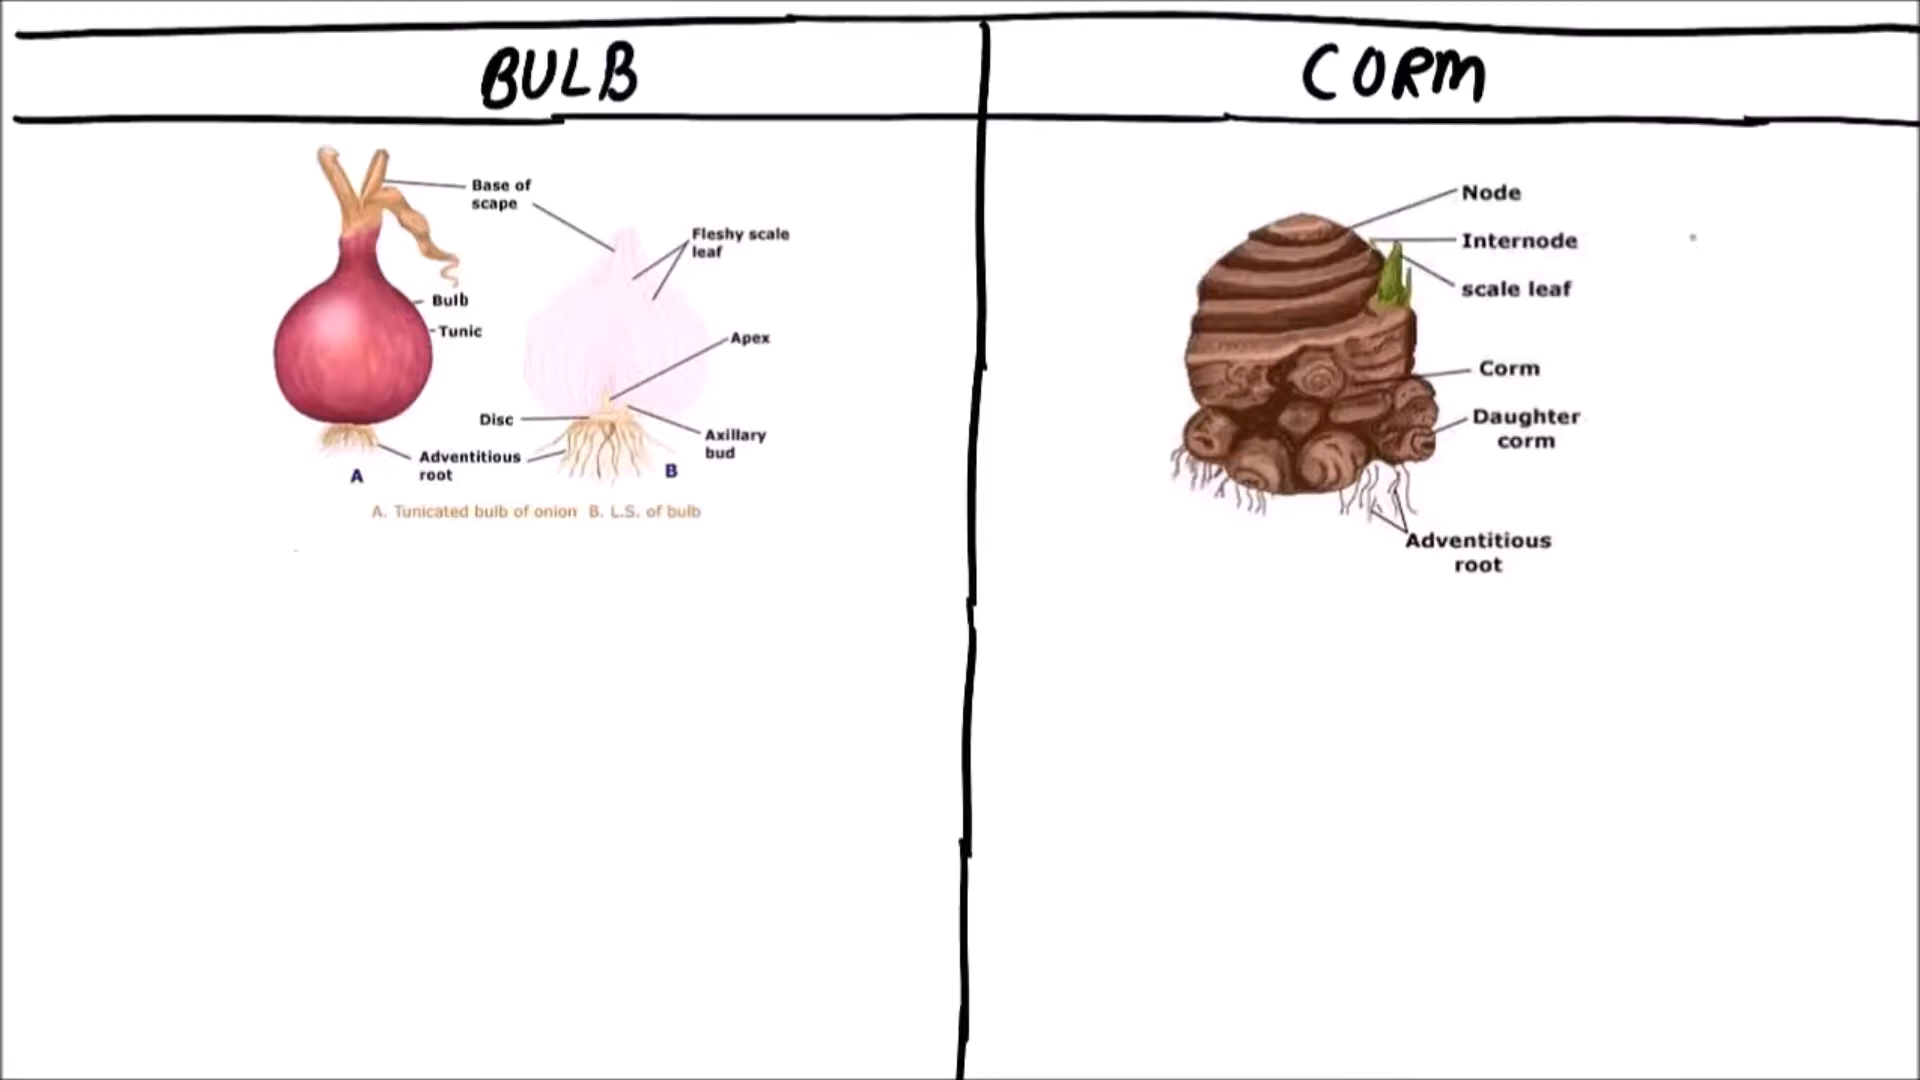 BULB
CORM
Base of
scape
Fleshy scale
leaf
Bulb
Tunic
Apex
Disc
Axillary
bud
Adventitious
root
A
B
A. Tunicated bulb of onion B. L.S. of bulb
Node
Internode
scale leaf
Corm
Daughter
corm
Adventitious
root